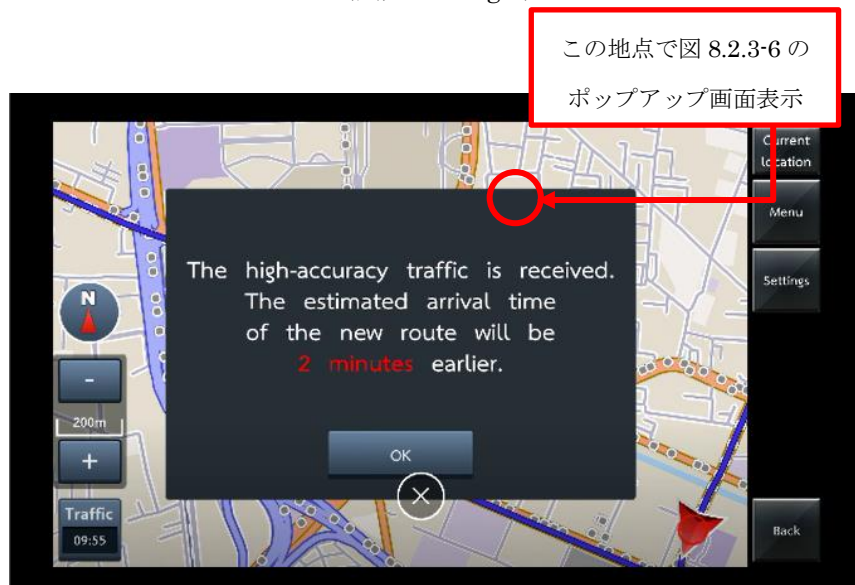 この地点で図 8.2.3-6 の
ポップアップ画面表示
Current
location
Menu
Settings
The high-accuracy traffic is received.
The estimated arrival time
of the new route will be
2 minutes earlier.
OK
N
-
200m
+
Traffic
09:55
Back